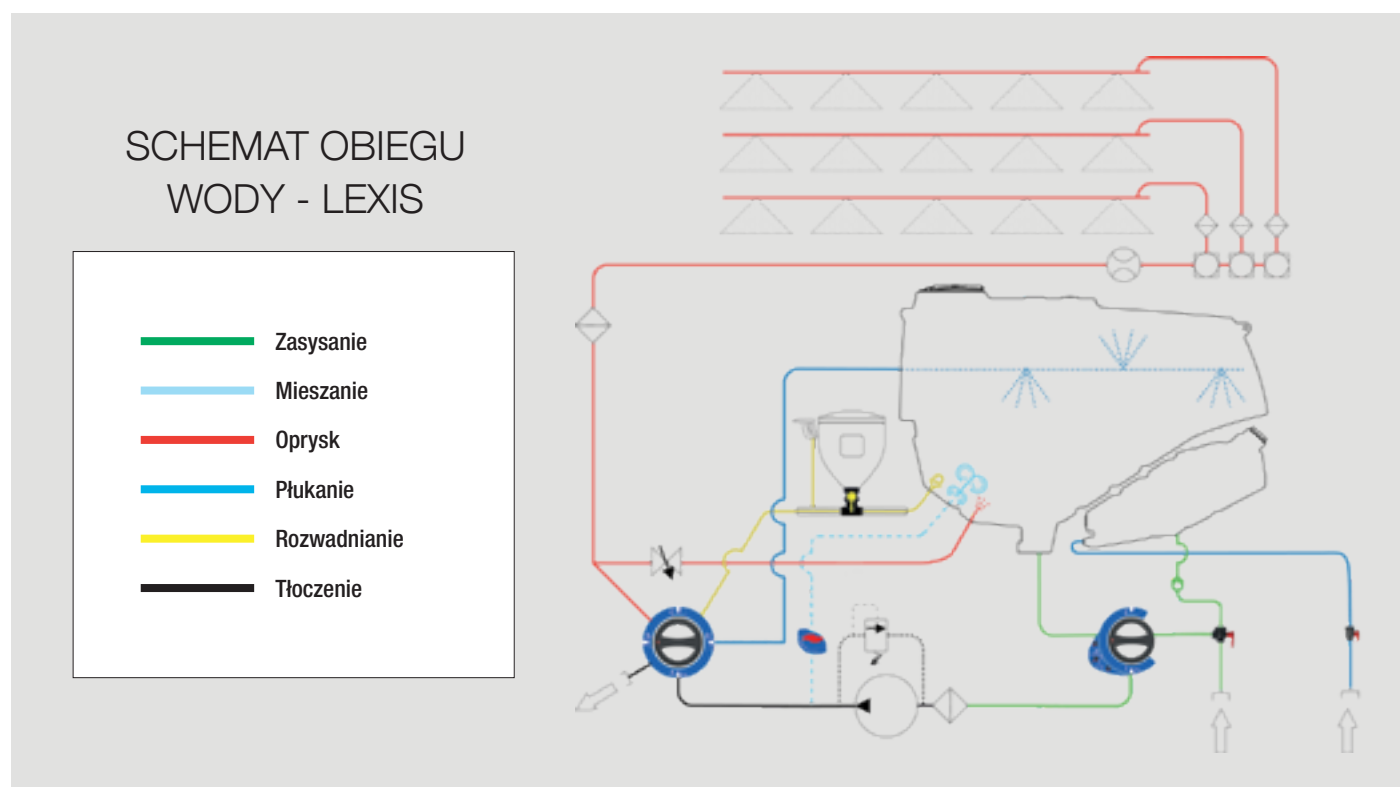 SCHEMAT OBIEGU
WODY - LEXIS
Zasysanie
Mieszanie
Oprysk
Płukanie
Rozwadnianie
Tłoczenie